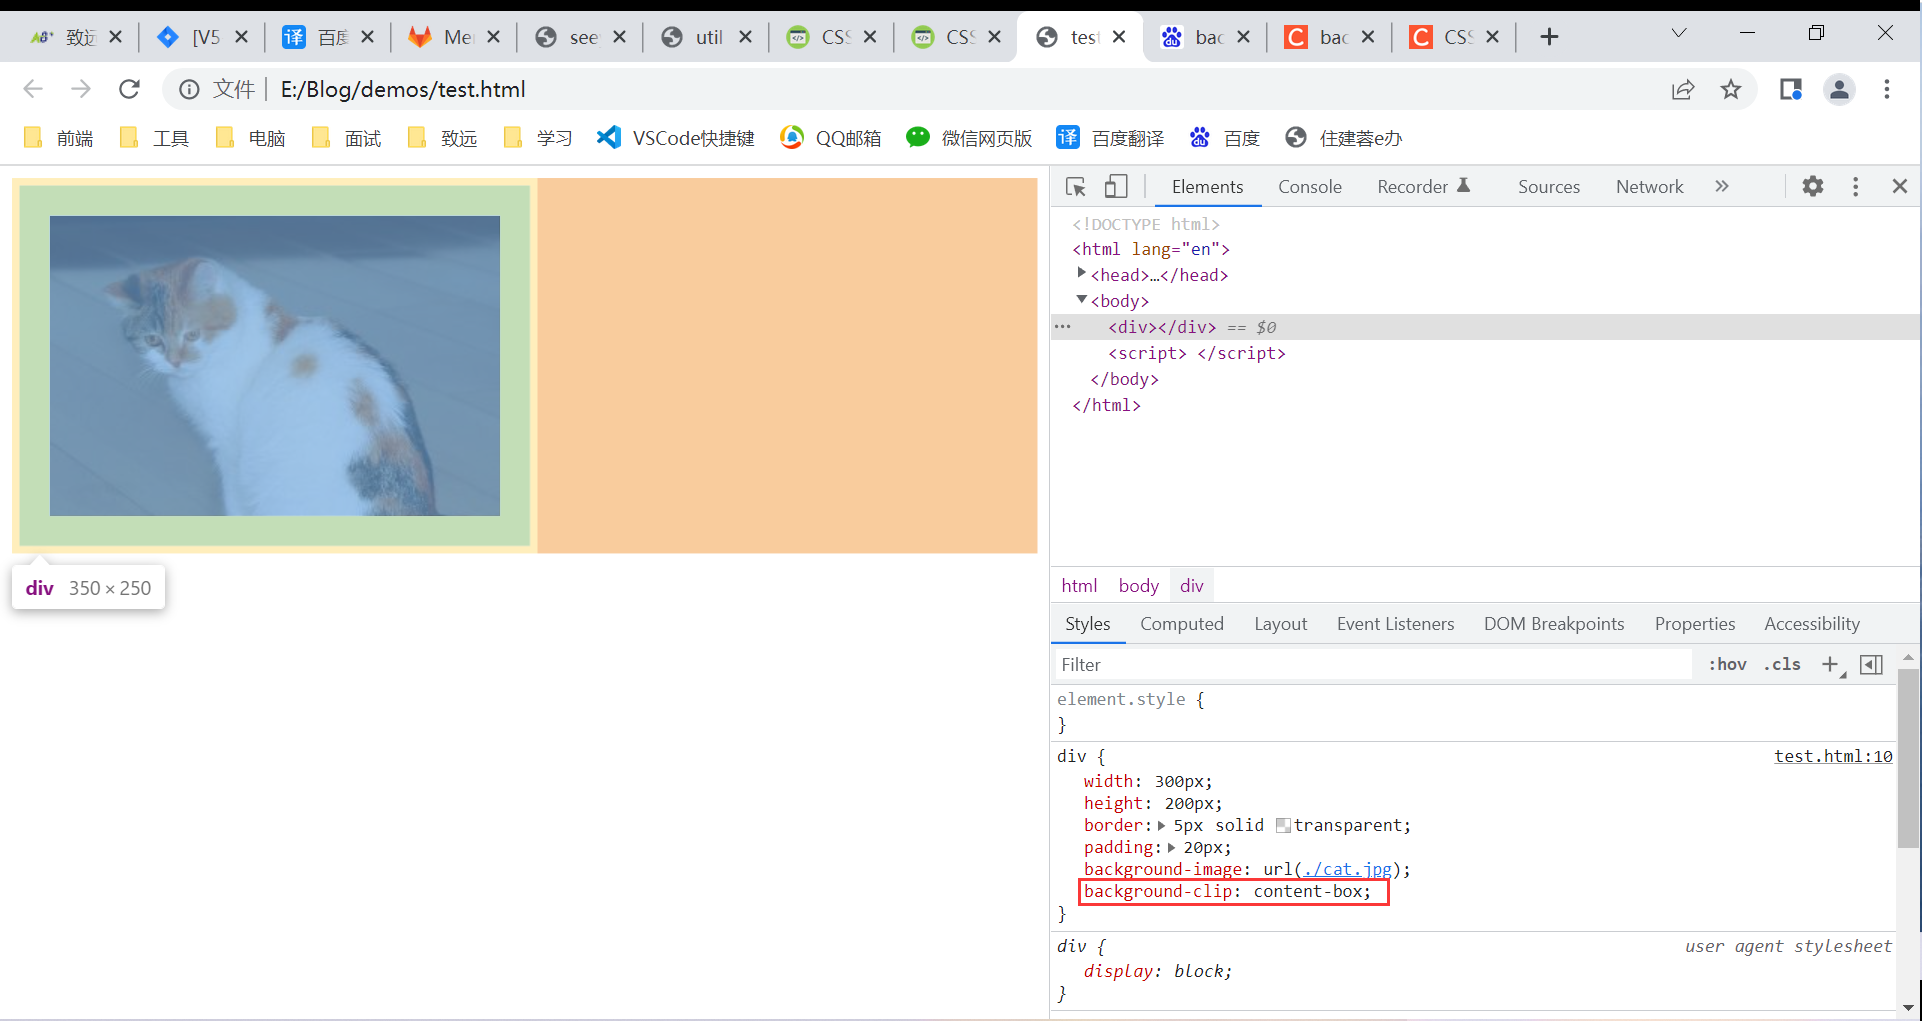 致远
[V5
译 百度
Me
see
util
CSS
CSS
test
bac
bac
CSS
文件 E:/Blog/demos/test.html
前端 工具 电脑 面试 致远 学习 VSCode快捷键 QQ邮箱 微信网页版 译 百度翻译 百度 住建蓉e办
Elements Console Recorder Sources Network »
<!DOCTYPE html>
<html lang="en">
<head>…</head>
<body>
<div></div> == $0
<script> </script>
</body>
</html>
div 350 × 250
html body div
Styles Computed Layout Event Listeners DOM Breakpoints Properties Accessibility
Filter :hov .cls +
element.style {
}
div { test.html:10
width: 300px;
height: 200px;
border: 5px solid transparent;
padding: 20px;
background-image: url(./cat.jpg);
background-clip: content-box;
}
div { user agent stylesheet
display: block;
}